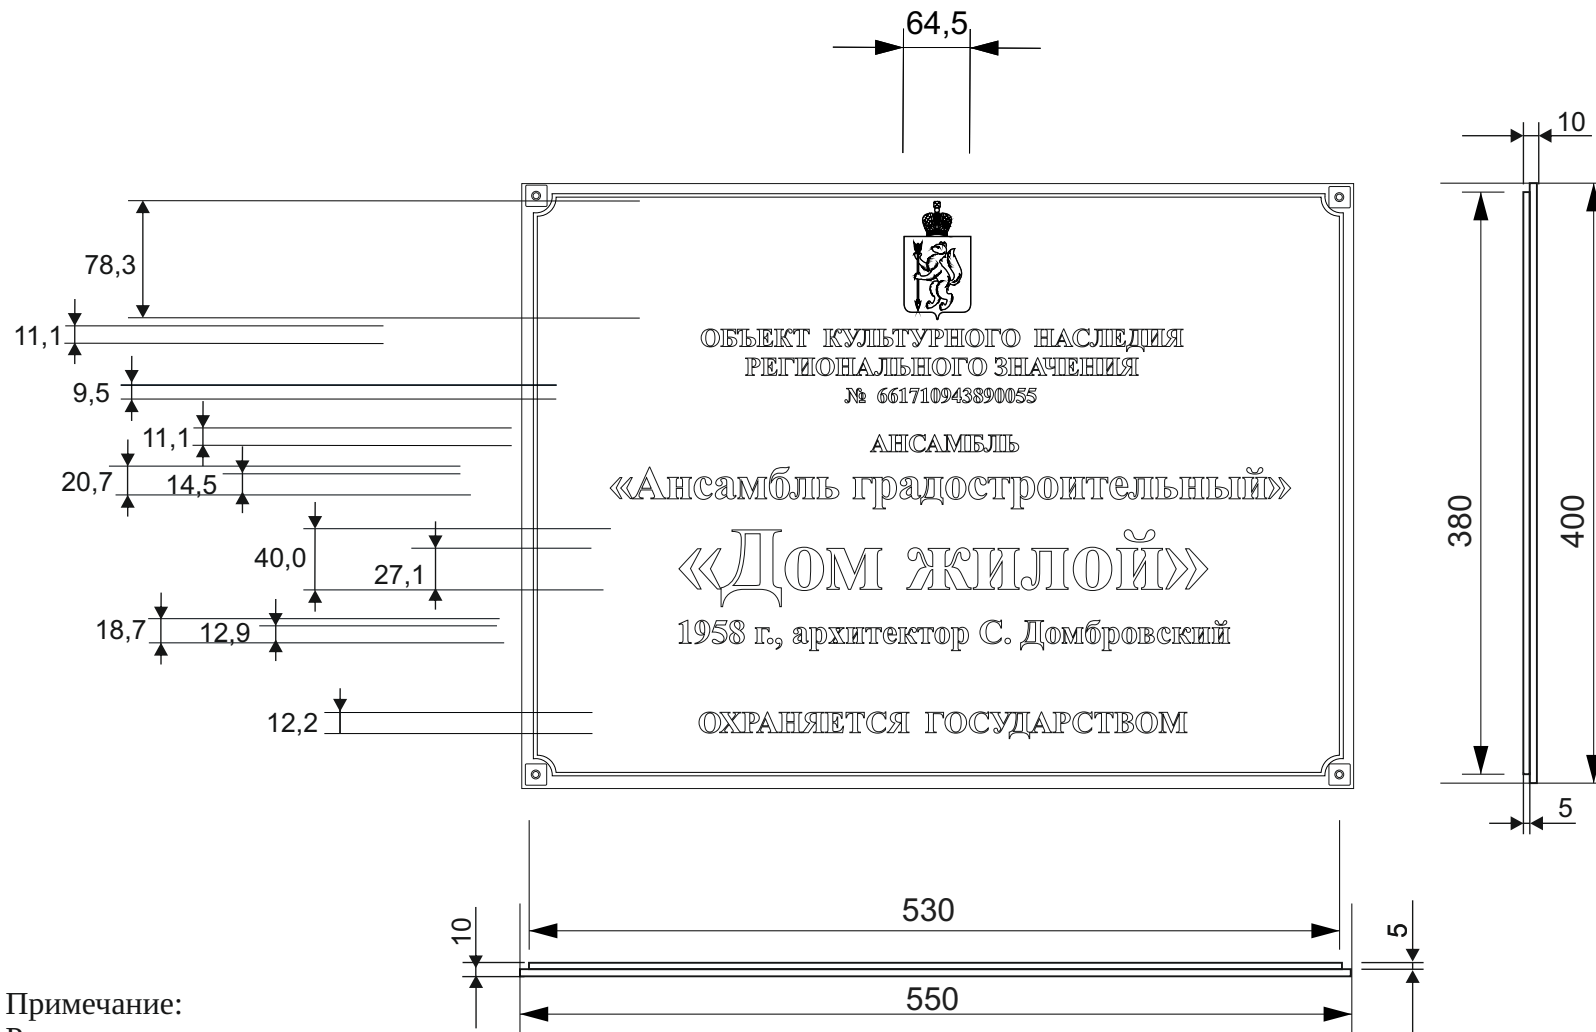 64,5
10
78,3
11,1
9,5
11,1
20,7
14,5
40,0
27,1
18,7
12,9
12,2
ОБЪЕКТ КУЛЬТУРНОГО НАСЛЕДИЯ
РЕГИОНАЛЬНОГО ЗНАЧЕНИЯ
№ 661710943890055
АНСАМБЛЬ
«Ансамбль градостроительный»
«Дом жилой»
1958 г., архитектор С. Домбровский
ОХРАНЯЕТСЯ ГОСУДАРСТВОМ
380
400
5
10
530
5
550
Примечание: